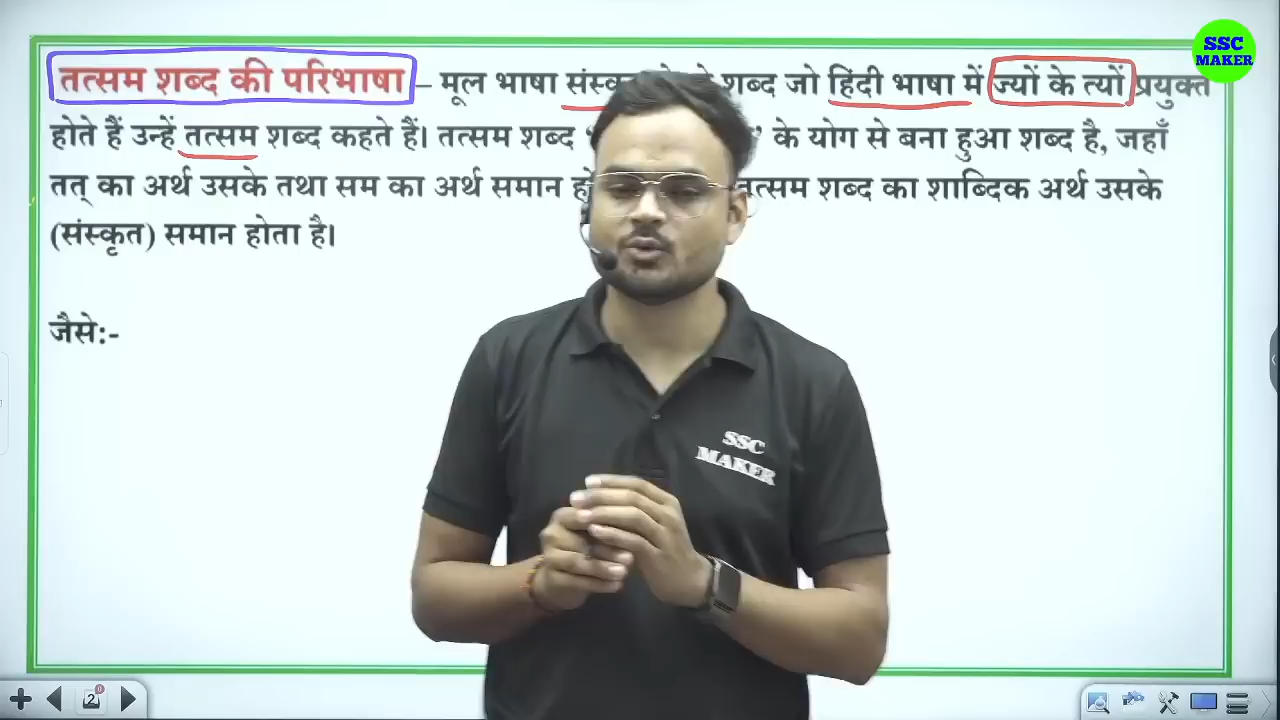 तत्सम शब्द की परिभाषा – मूल भाषा शब्द जो हिंदी भाषा में ज्यों के त्यों प्रयुक्त
होते हैं उन्हें तत्सम शब्द कहते हैं। तत्सम शब्द ' ' के योग से बना हुआ शब्द है, जहाँ
तत् का अर्थ उसके तथा सम का अर्थ समान तत्सम शब्द का शाब्दिक अर्थ उसके
(संस्कृत) समान होता है।
जैसे:-
SSC
MAKER
SSC
MAKER
2